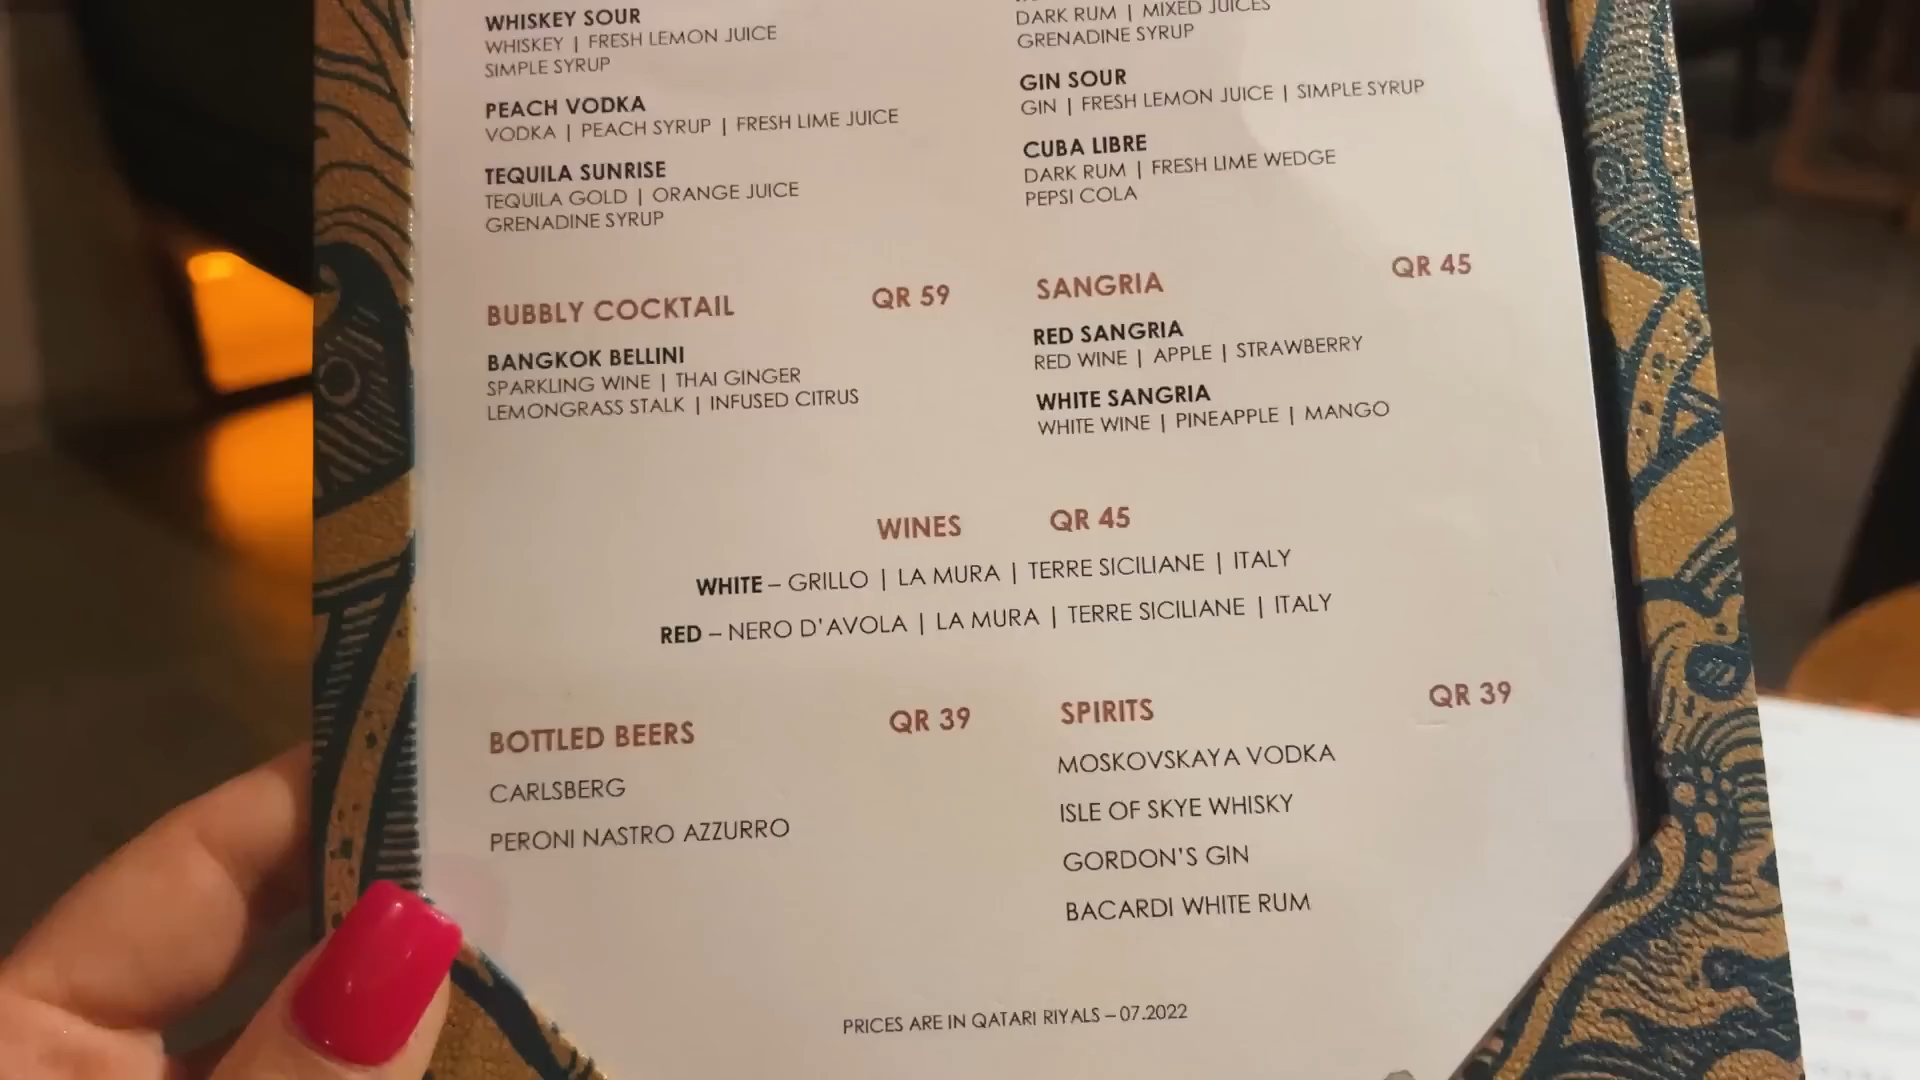 WHISKEY SOUR
WHISKEY | FRESH LEMON JUICE
SIMPLE SYRUP
PEACH VODKA
VODKA | PEACH SYRUP | FRESH LIME JUICE
TEQUILA SUNRISE
TEQUILA GOLD | ORANGE JUICE
GRENADINE SYRUP
DARK RUM | MIXED JUICES
GRENADINE SYRUP
GIN SOUR
GIN | FRESH LEMON JUICE | SIMPLE SYRUP
CUBA LIBRE
DARK RUM | FRESH LIME WEDGE
PEPSI COLA
BUBBLY COCKTAIL QR 59
BANGKOK BELLINI
SPARKLING WINE | THAI GINGER
LEMONGRASS STALK | INFUSED CITRUS
SANGRIA QR 45
RED SANGRIA
RED WINE | APPLE | STRAWBERRY
WHITE SANGRIA
WHITE WINE | PINEAPPLE | MANGO
WINES QR 45
WHITE – GRILLO | LA MURA | TERRE SICILIANE | ITALY
RED – NERO D'AVOLA | LA MURA | TERRE SICILIANE | ITALY
BOTTLED BEERS QR 39
CARLSBERG
PERONI NASTRO AZZURRO
SPIRITS QR 39
MOSKOVSKAYA VODKA
ISLE OF SKYE WHISKY
GORDON'S GIN
BACARDI WHITE RUM
PRICES ARE IN QATARI RIYALS – 07.2022